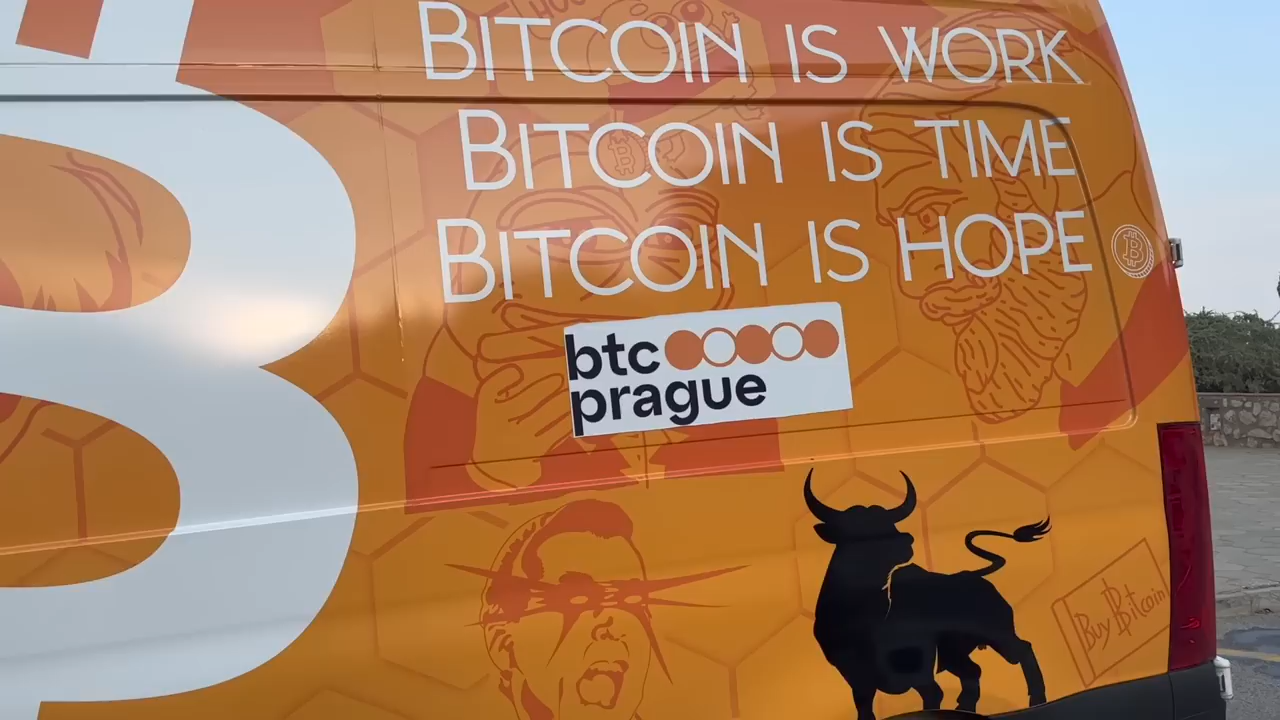 Bitcoin is work
Bitcoin is time
Bitcoin is Hope
btc
prague
Buy Bitcoin